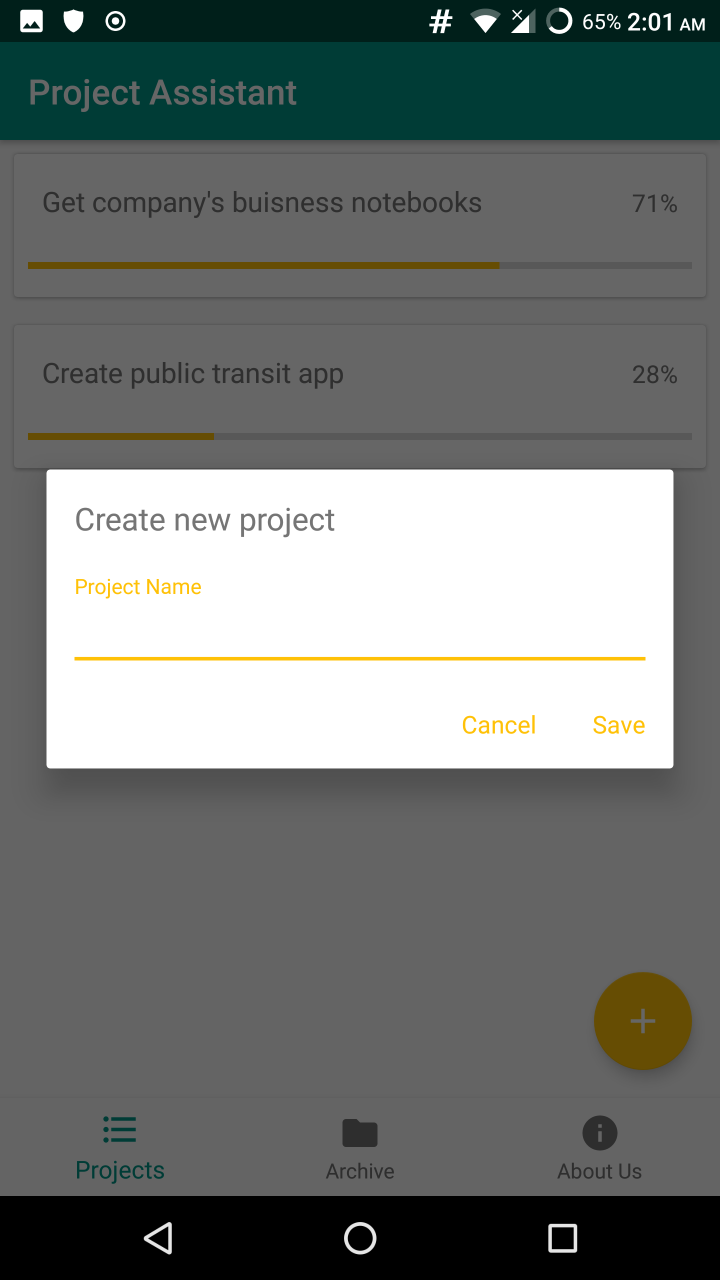 65% 2:01 AM
Project Assistant
Get company's buisness notebooks 71%
Create public transit app 28%
Create new project
Project Name
Cancel Save
Projects Archive About Us